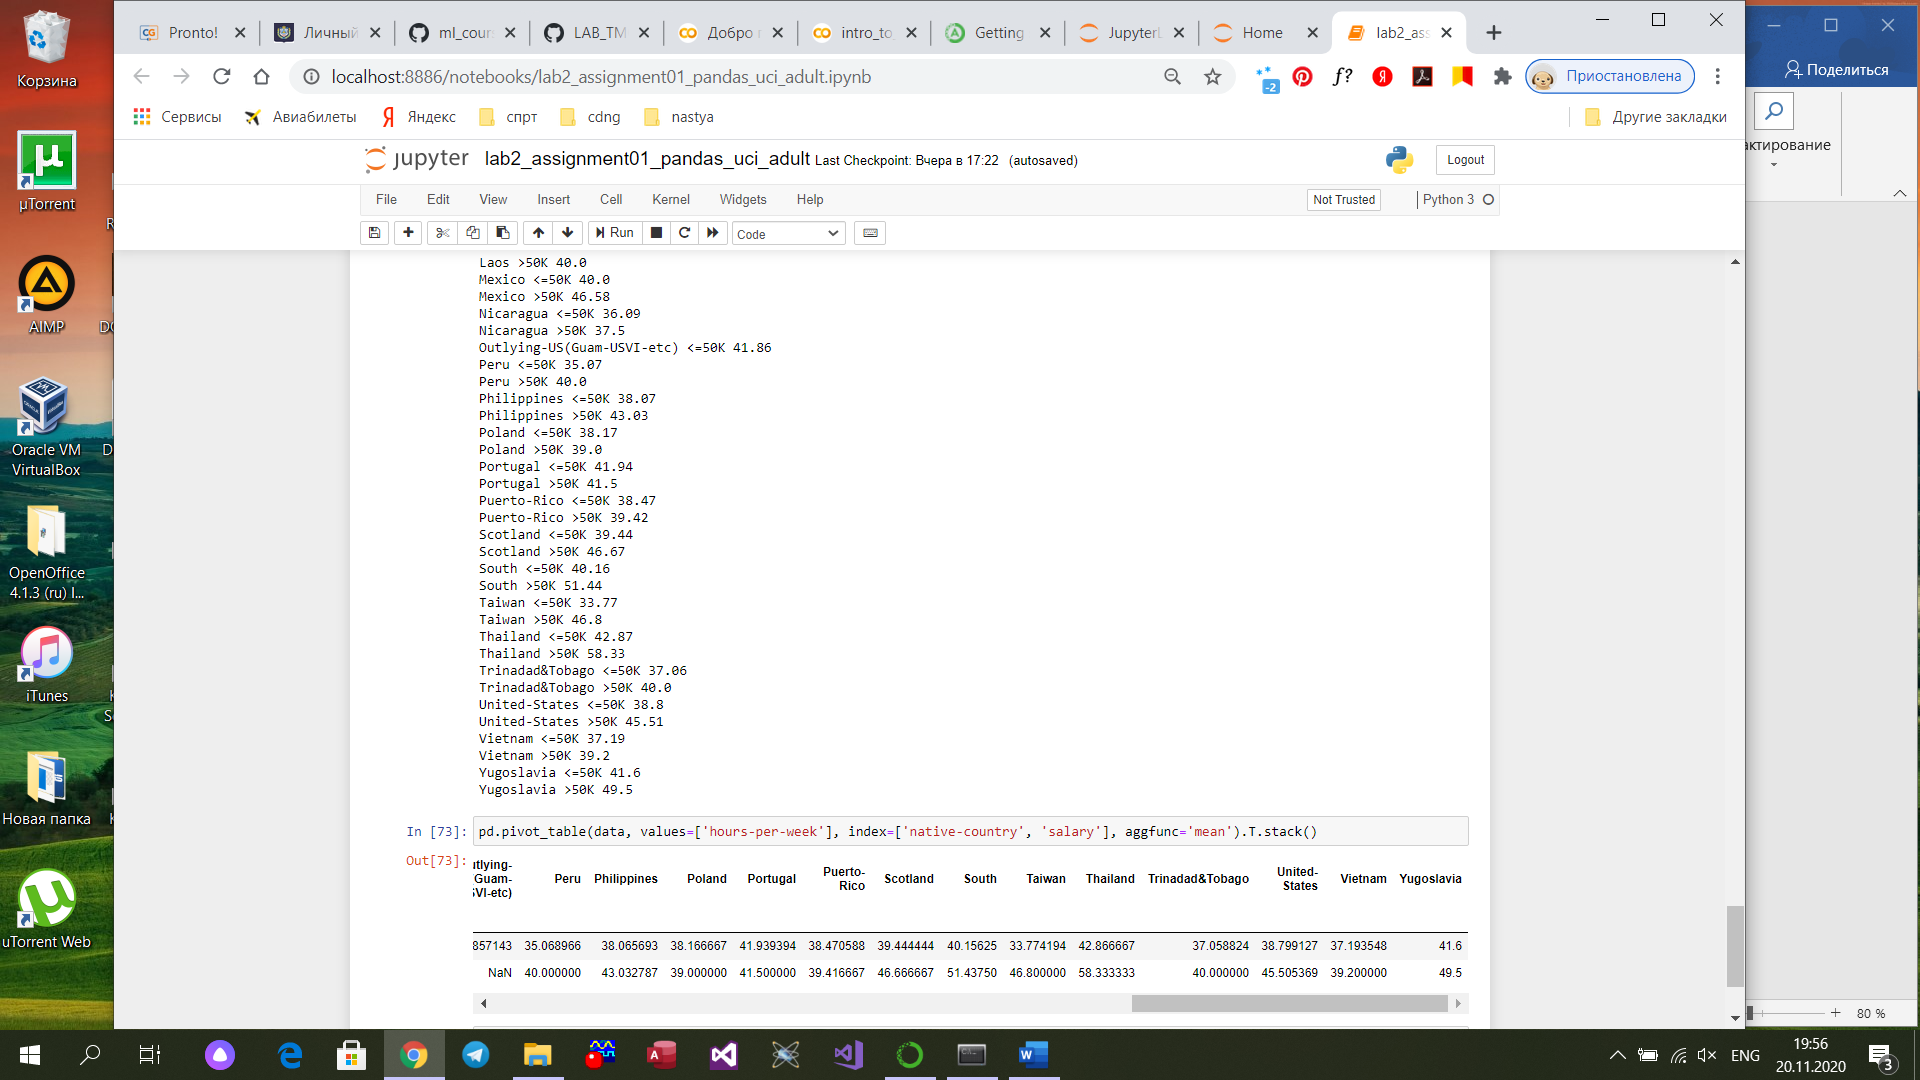 Pronto!
Личный
ml_cour
LAB_TM
Добро
intro_to
Getting
JupyterL
Home
lab2_ass
localhost:8886/notebooks/lab2_assignment01_pandas_uci_adult.ipynb
-2
f?
Я
Приостановлена
Сервисы
Авиабилеты
Яндекс
спрт
cdng
nastya
Другие закладки
jupyter lab2_assignment01_pandas_uci_adult Last Checkpoint: Вчера в 17:22 (autosaved)
Logout
File Edit View Insert Cell Kernel Widgets Help
Not Trusted
Python 3
Run
Code
Laos >50K 40.0
Mexico <=50K 40.0
Mexico >50K 46.58
Nicaragua <=50K 36.09
Nicaragua >50K 37.5
Outlying-US(Guam-USVI-etc) <=50K 41.86
Peru <=50K 35.07
Peru >50K 40.0
Philippines <=50K 38.07
Philippines >50K 43.03
Poland <=50K 38.17
Poland >50K 39.0
Portugal <=50K 41.94
Portugal >50K 41.5
Puerto-Rico <=50K 38.47
Puerto-Rico >50K 39.42
Scotland <=50K 39.44
Scotland >50K 46.67
South <=50K 40.16
South >50K 51.44
Taiwan <=50K 33.77
Taiwan >50K 46.8
Thailand <=50K 42.87
Thailand >50K 58.33
Trinadad&Tobago <=50K 37.06
Trinadad&Tobago >50K 40.0
United-States <=50K 38.8
United-States >50K 45.51
Vietnam <=50K 37.19
Vietnam >50K 39.2
Yugoslavia <=50K 41.6
Yugoslavia >50K 49.5
In [73]: pd.pivot_table(data, values=['hours-per-week'], index=['native-country', 'salary'], aggfunc='mean').T.stack()
Out[73]:
utlying-
(Guam-
SVI-etc) Peru Philippines Poland Portugal Puerto-Rico Scotland South Taiwan Thailand Trinadad&Tobago United-States Vietnam Yugoslavia
857143 35.068966 38.065693 38.166667 41.939394 38.470588 39.444444 40.15625 33.774194 42.866667 37.058824 38.799127 37.193548 41.6
NaN 40.000000 43.032787 39.000000 41.500000 39.416667 46.666667 51.43750 46.800000 58.333333 40.000000 45.505369 39.200000 49.5
Корзина
µTorrent
AIMP
Oracle VM
VirtualBox
OpenOffice
4.1.3 (ru) I...
iTunes
Новая папка
uTorrent Web
Поделиться
актирование
80 %
ENG
19:56
20.11.2020
3